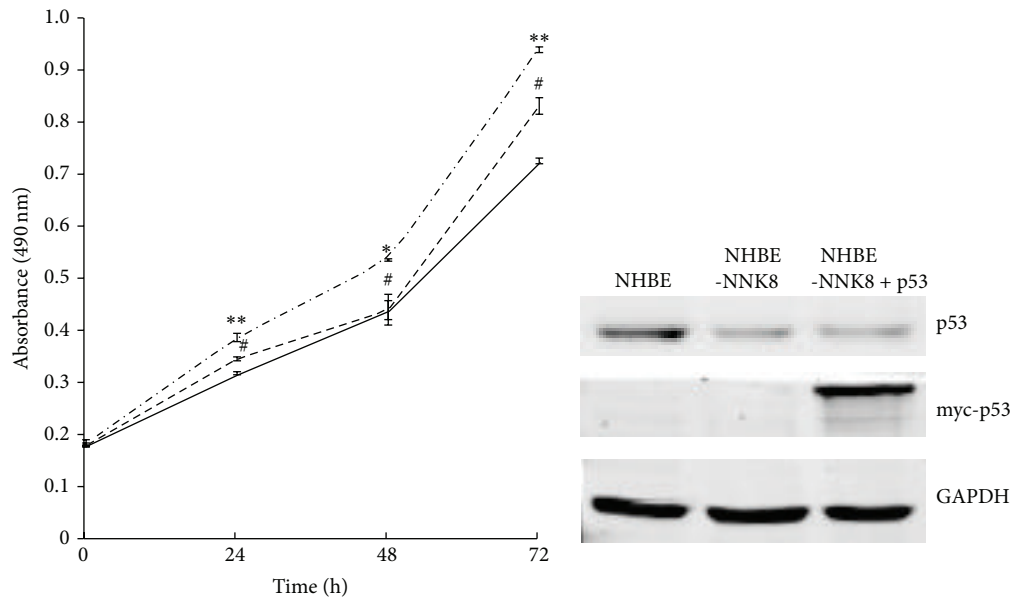 1.0
0.9
0.8
0.7
0.6
0.5
0.4
0.3
0.2
0.1
0
Absorbance (490 nm)
**
#
*
#
**
#
0 24 48 72
Time (h)
NHBE
NHBE
-NNK8
NHBE
-NNK8 + p53
p53
myc-p53
GAPDH